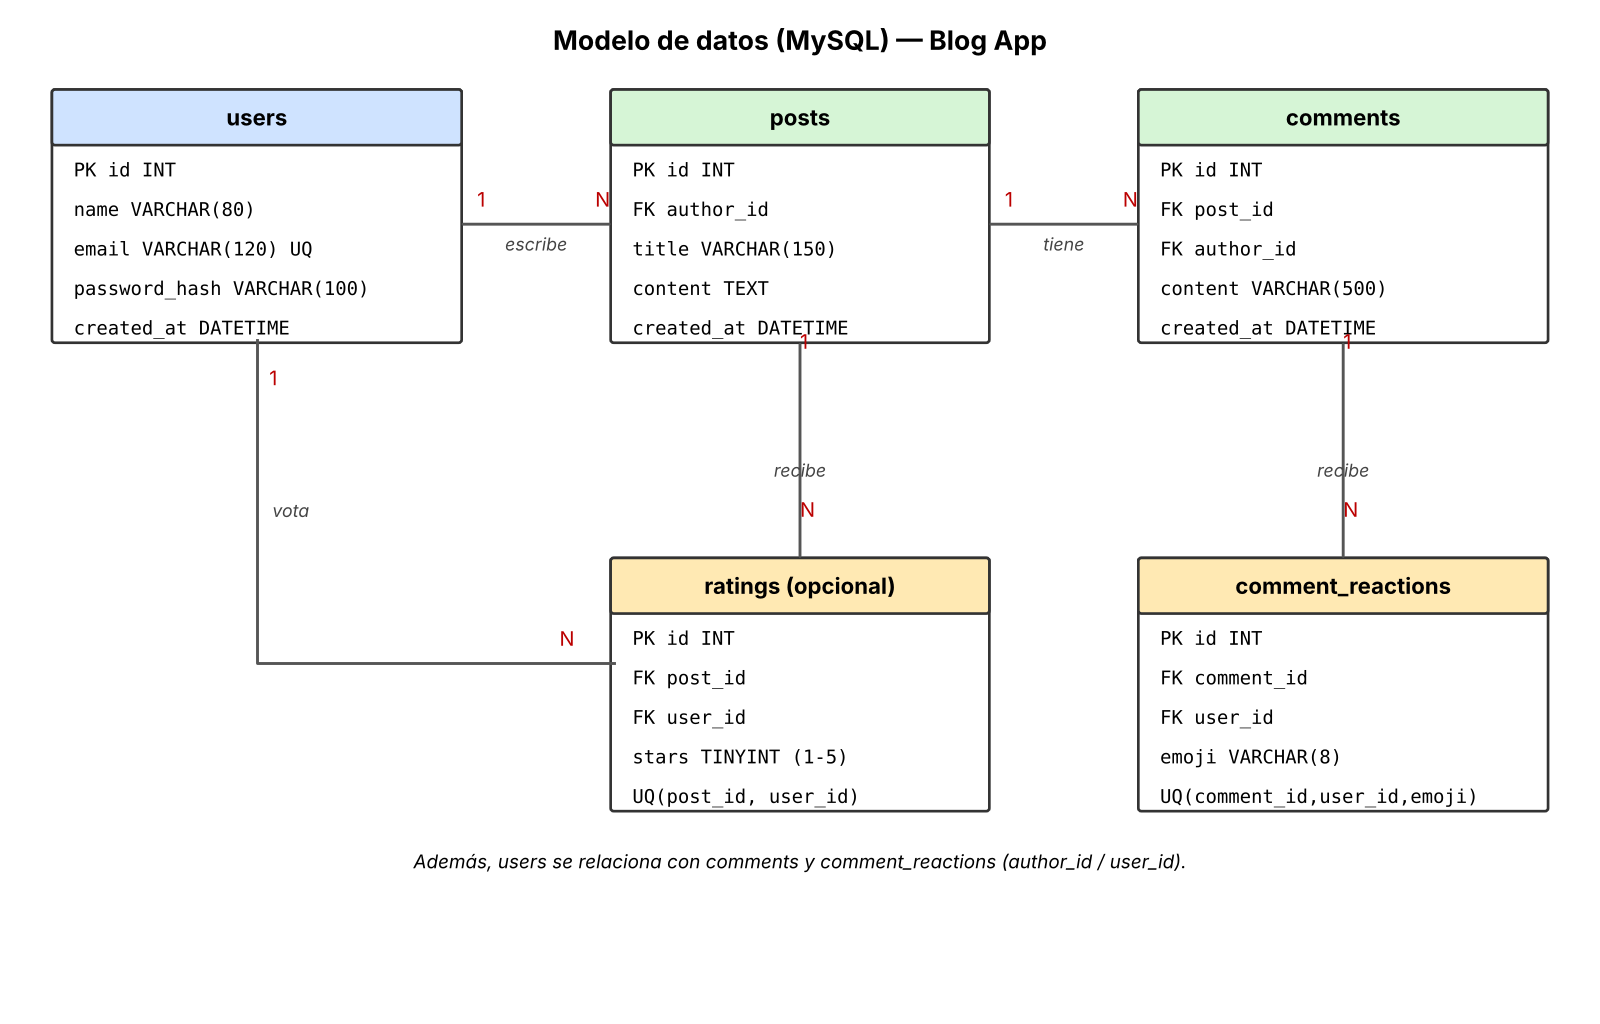 Modelo de datos (MySQL) — Blog App
users
PK id INT
name VARCHAR(80)
email VARCHAR(120) UQ
password_hash VARCHAR(100)
created_at DATETIME
1
N
escribe
posts
PK id INT
FK author_id
title VARCHAR(150)
content TEXT
created_at DATETIME
1
N
tiene
comments
PK id INT
FK post_id
FK author_id
content VARCHAR(500)
created_at DATETIME
1
vota
N
1
recibe
N
1
recibe
N
ratings (opcional)
PK id INT
FK post_id
FK user_id
stars TINYINT (1-5)
UQ(post_id, user_id)
comment_reactions
PK id INT
FK comment_id
FK user_id
emoji VARCHAR(8)
UQ(comment_id,user_id,emoji)
Además, users se relaciona con comments y comment_reactions (author_id / user_id).